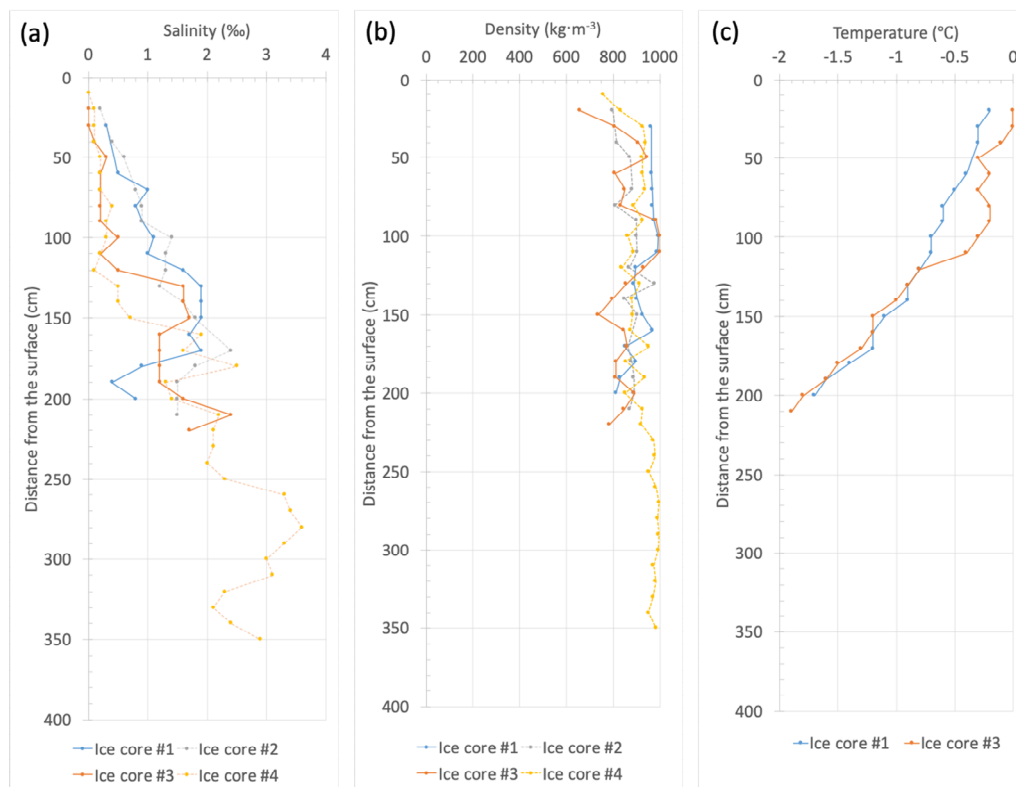 (a)
Salinity (‰)
0 1 2 3 4
0
50
100
150
200
250
300
350
400
Distance from the surface (cm)
Ice core #1 Ice core #2
Ice core #3 Ice core #4
(b)
Density (kg·m⁻³)
0 200 400 600 800 1000
0
50
100
150
200
250
300
350
400
Distance from the surface (cm)
Ice core #1 Ice core #2
Ice core #3 Ice core #4
(c)
Temperature (°C)
-2 -1.5 -1 -0.5 0
0
50
100
150
200
250
300
350
400
Distance from the surface (cm)
Ice core #1 Ice core #3